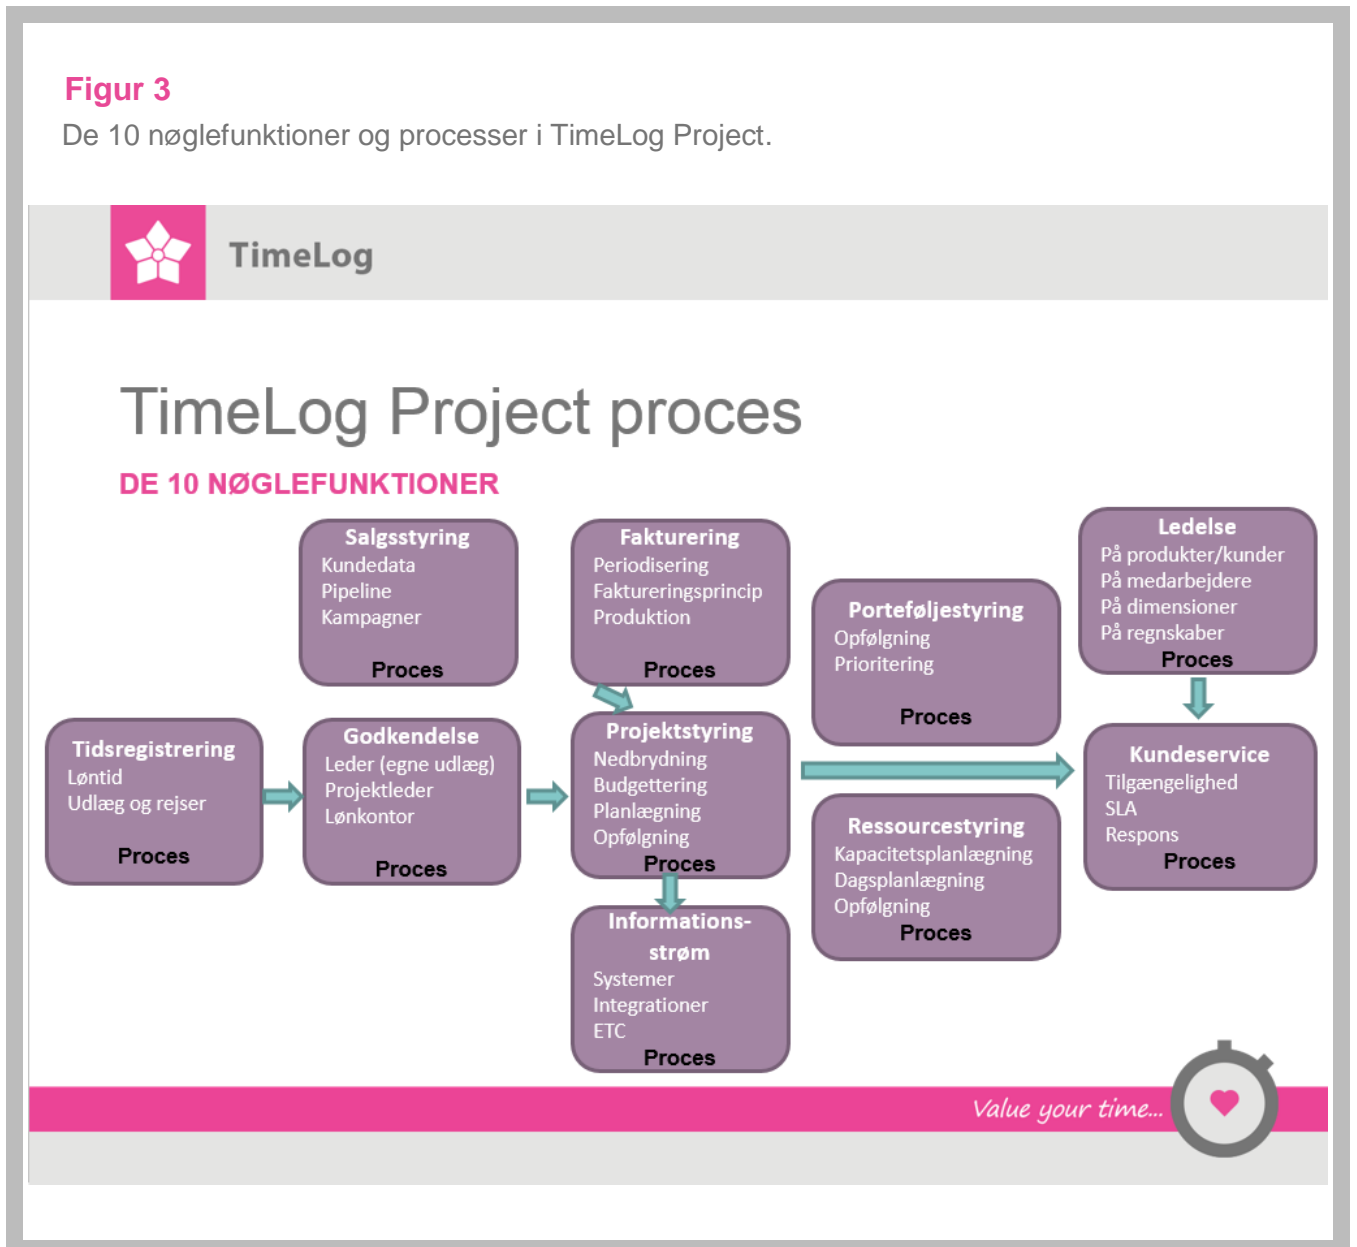 Figur 3
De 10 nøglefunktioner og processer i TimeLog Project.
TimeLog
TimeLog Project proces
DE 10 NØGLEFUNKTIONER
Salgsstyring
Kundedata
Pipeline
Kampagner
Proces
Fakturering
Periodisering
Faktureringsprincip
Produktion
Proces
Porteføljestyring
Opfølgning
Prioritering
Proces
Ledelse
På produkter/kunder
På medarbejdere
På dimensioner
På regnskaber
Proces
Tidsregistrering
Løntid
Udlæg og rejser
Proces
Godkendelse
Leder (egne udlæg)
Projektleder
Lønkontor
Proces
Projektstyring
Nedbrydning
Budgettering
Planlægning
Opfølgning
Proces
Ressourcestyring
Kapacitetsplanlægning
Dagsplanlægning
Opfølgning
Proces
Kundeservice
Tilgængelighed
SLA
Respons
Proces
Informations-
strøm
Systemer
Integrationer
ETC
Proces
Value your time...